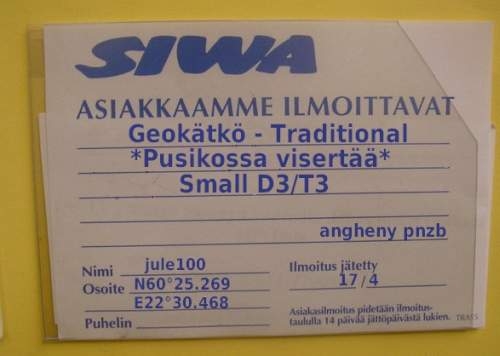 SIWA
ASIAKKAAMME ILMOITTAVAT
Geokätkö - Traditional
*Pusikossa visertää*
Small D3/T3
angheny pnzb
Nimi jule100
Ilmoitus jätetty
17/4
Osoite N60°25.269
E22°30.468
Puhelin
Asiakasilmoitus pidetään ilmoitus-
taululla 14 päivää jättöpäivästä lukien.